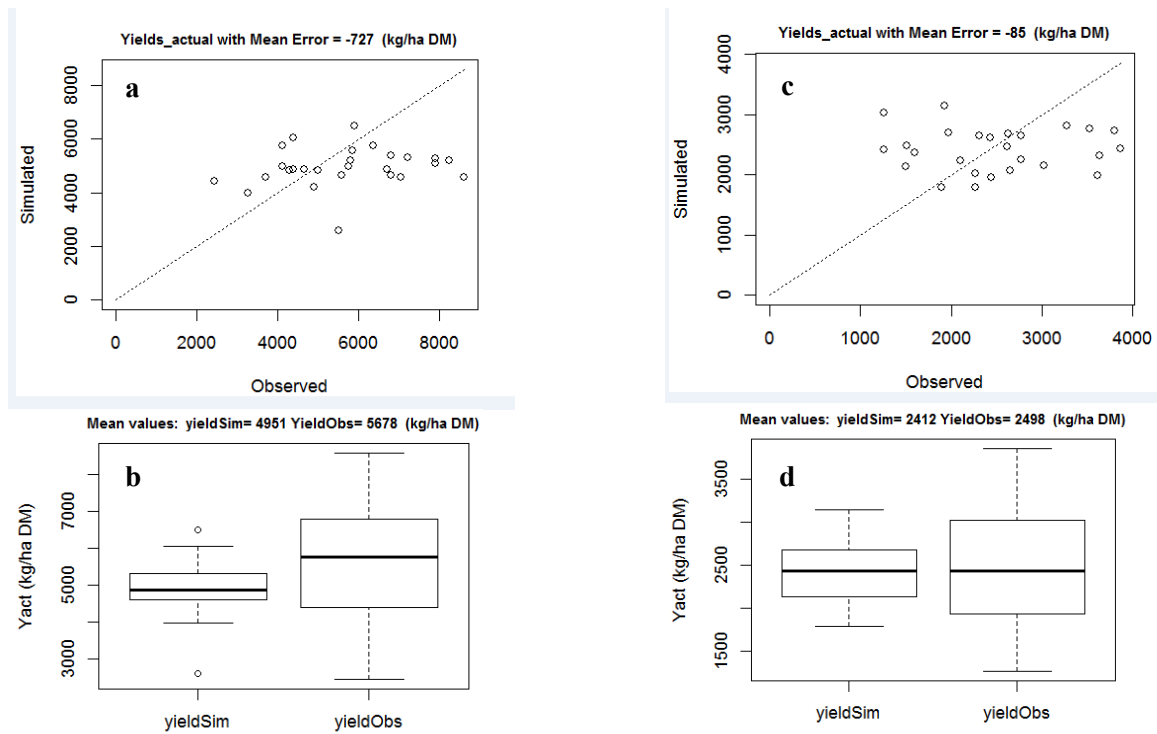 Yields_actual with Mean Error = -727 (kg/ha DM)
a
8000
6000
4000
2000
0
Simulated
0 2000 4000 6000 8000
Observed
Mean values: yieldSim= 4951 YieldObs= 5678 (kg/ha DM)
b
7000
5000
3000
Yact (kg/ha DM)
yieldSim yieldObs
Yields_actual with Mean Error = -85 (kg/ha DM)
c
4000
3000
2000
1000
0
Simulated
0 1000 2000 3000 4000
Observed
Mean values: yieldSim= 2412 YieldObs= 2498 (kg/ha DM)
d
3500
2500
1500
Yact (kg/ha DM)
yieldSim yieldObs